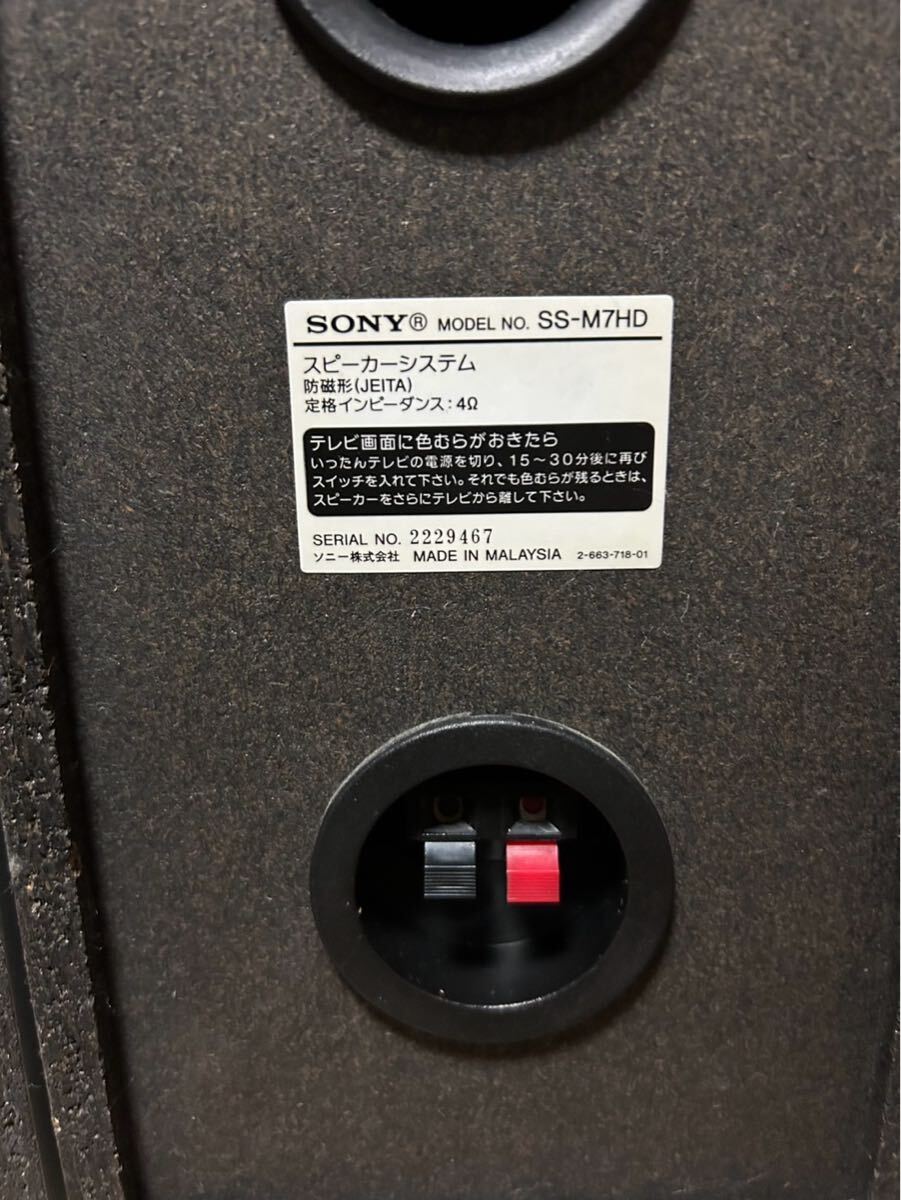 SONY® MODEL NO. SS-M7HD
スピーカーシステム
防磁形(JEITA)
定格インピーダンス:4Ω
テレビ画面に色むらがおきたら
いったんテレビの電源を切り、15〜30分後に再び
スイッチを入れて下さい。それでも色むらが残るときは、
スピーカーをさらにテレビから離して下さい。
SERIAL NO. 2229467
ソニー株式会社 MADE IN MALAYSIA 2-663-718-01